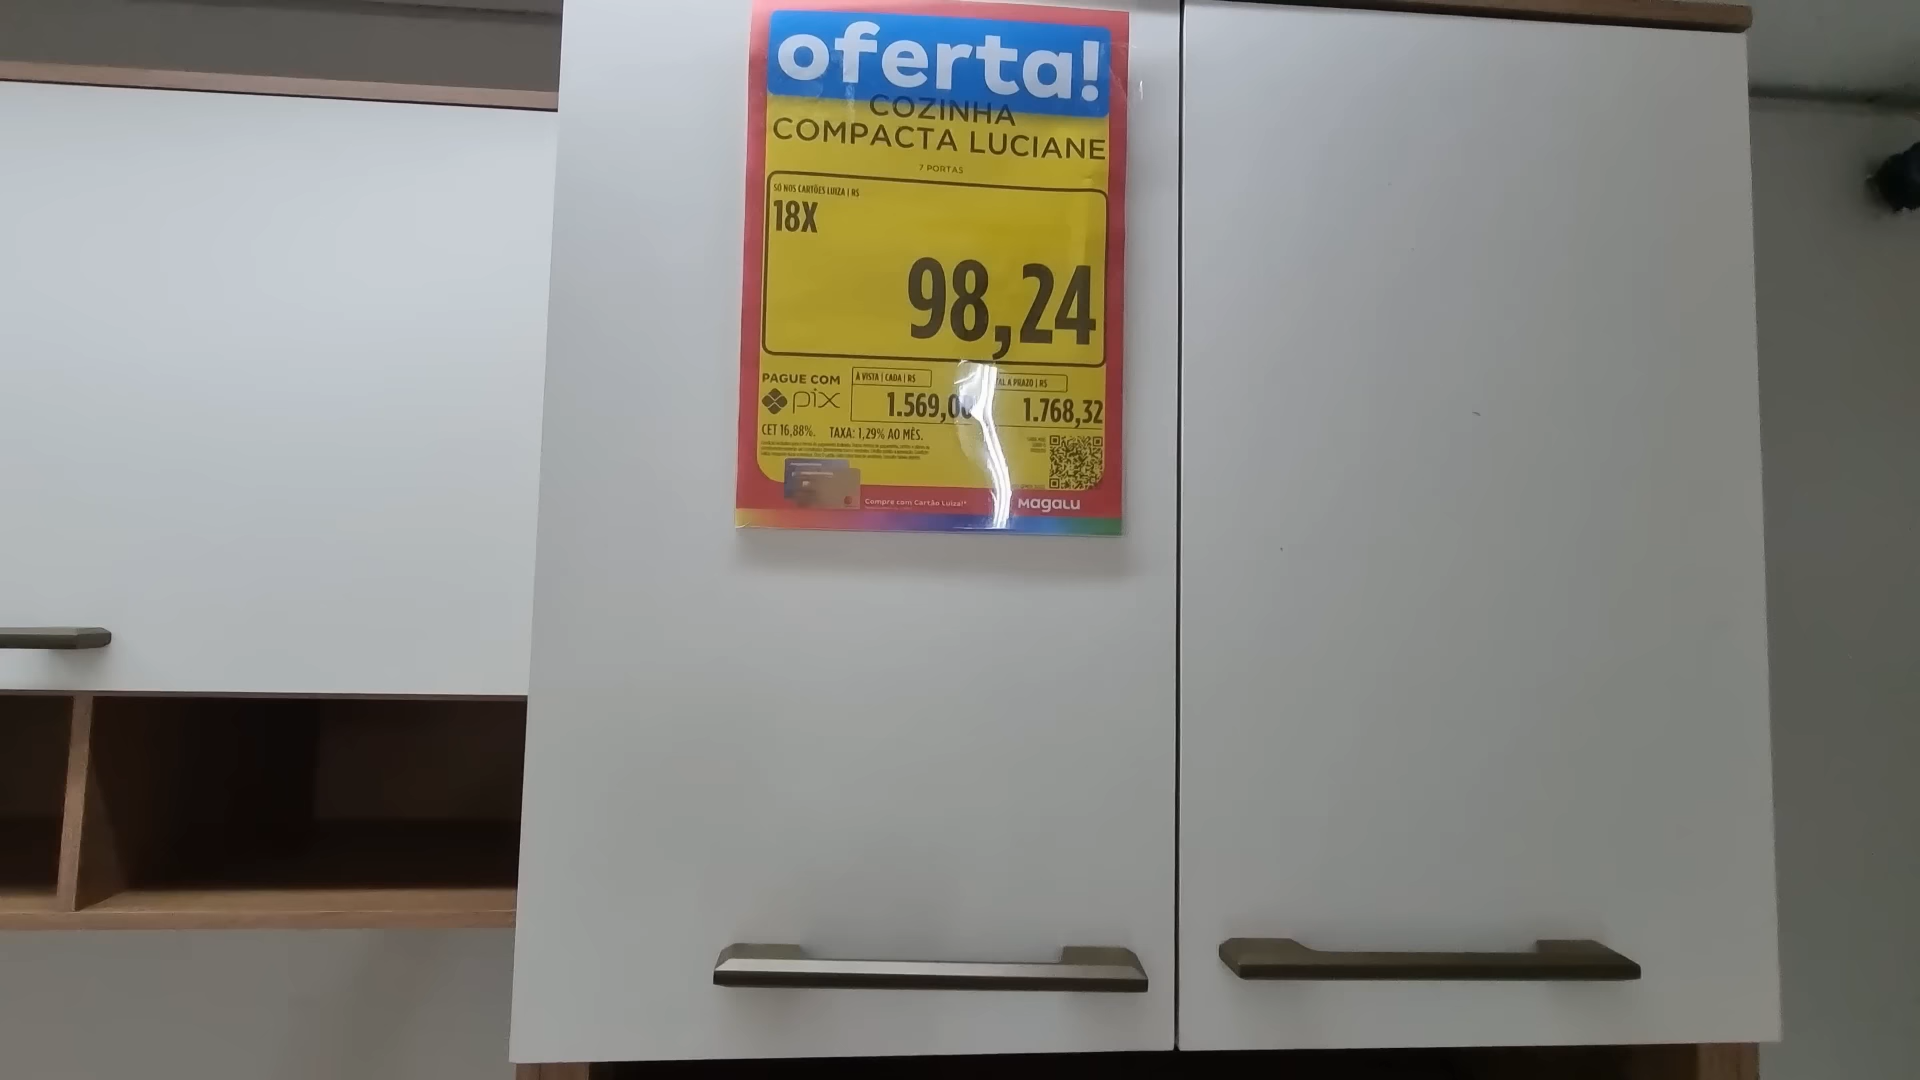 oferta!
COZINHA
COMPACTA LUCIANE
7 PORTAS
SÓ NOS CARTÕES LUIZA | R$
18X
98,24
PAGUE COM
pix
À VISTA | CADA | R$
1.569,00
A PRAZO | R$
1.768,32
CET 16,88%. TAXA: 1,29% AO MÊS.
Compre com Cartão Luiza!*
Magalu